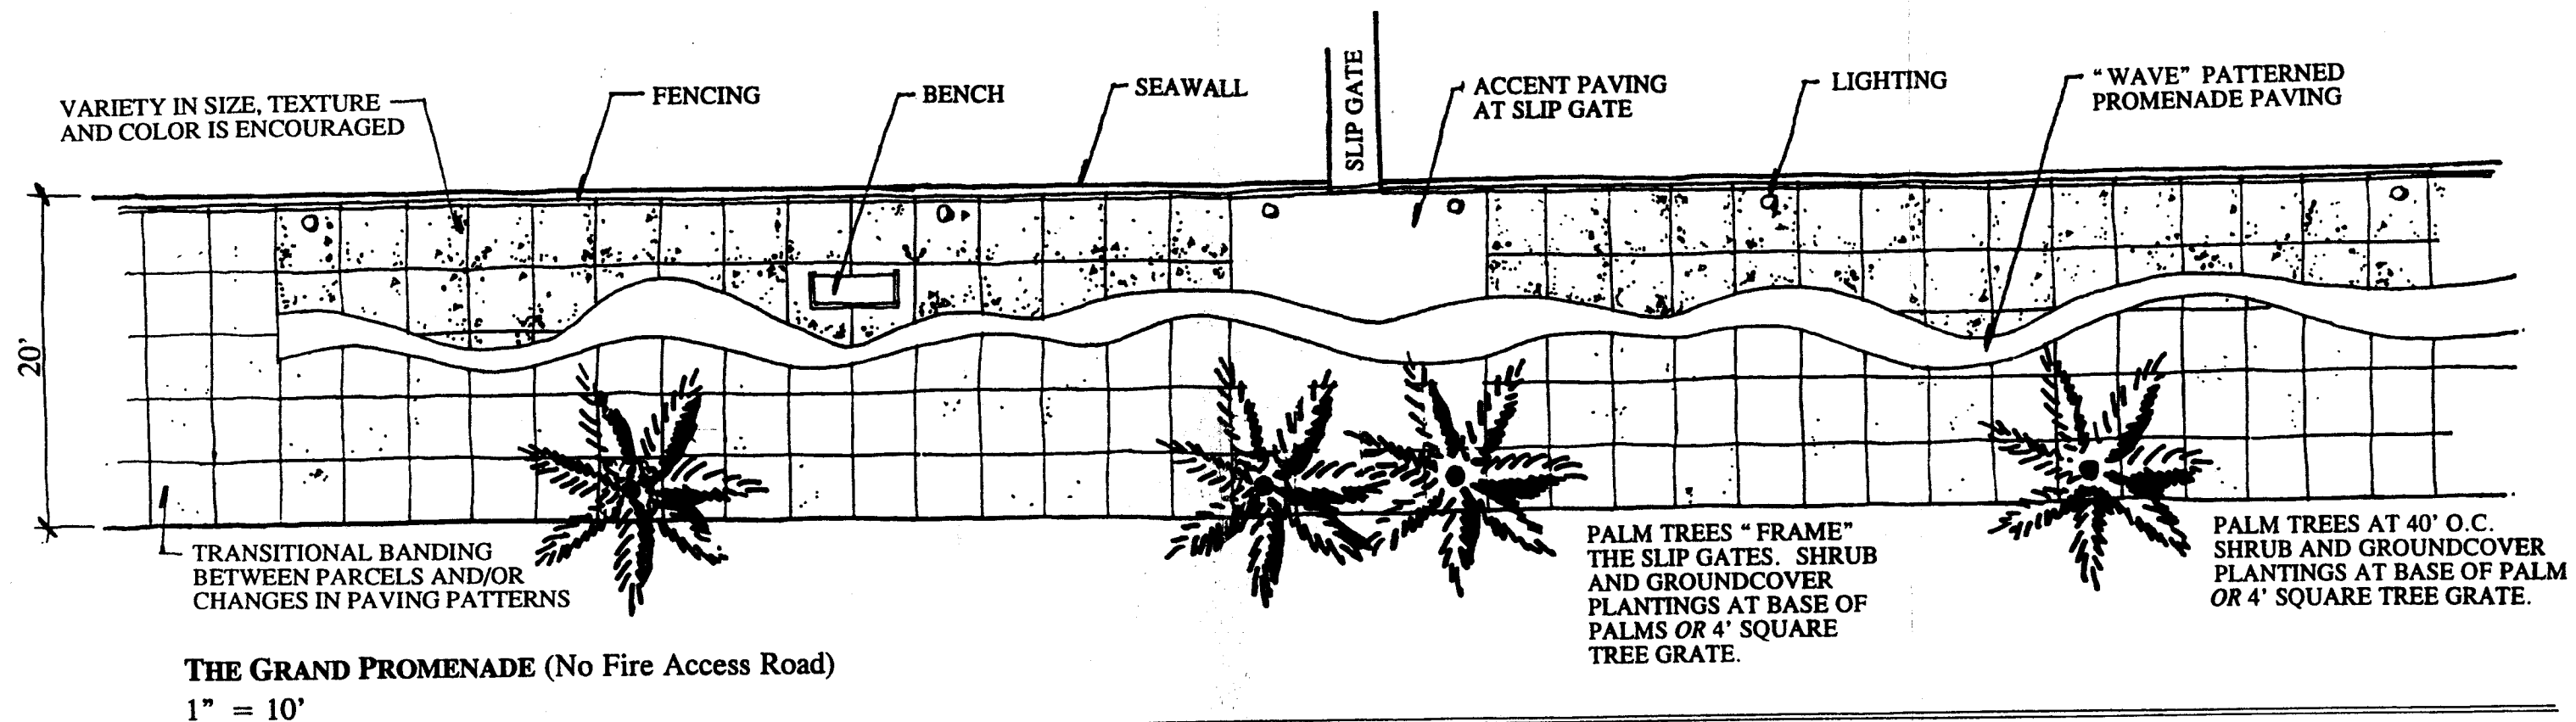 VARIETY IN SIZE, TEXTURE
AND COLOR IS ENCOURAGED
FENCING
BENCH
SEAWALL
SLIP GATE
ACCENT PAVING
AT SLIP GATE
LIGHTING
“WAVE” PATTERNED
PROMENADE PAVING
20'
TRANSITIONAL BANDING
BETWEEN PARCELS AND/OR
CHANGES IN PAVING PATTERNS
PALM TREES “FRAME”
THE SLIP GATES. SHRUB
AND GROUNDCOVER
PLANTINGS AT BASE OF
PALMS OR 4' SQUARE
TREE GRATE.
PALM TREES AT 40' O.C.
SHRUB AND GROUNDCOVER
PLANTINGS AT BASE OF PALM
OR 4' SQUARE TREE GRATE.
THE GRAND PROMENADE (No Fire Access Road)
1” = 10'